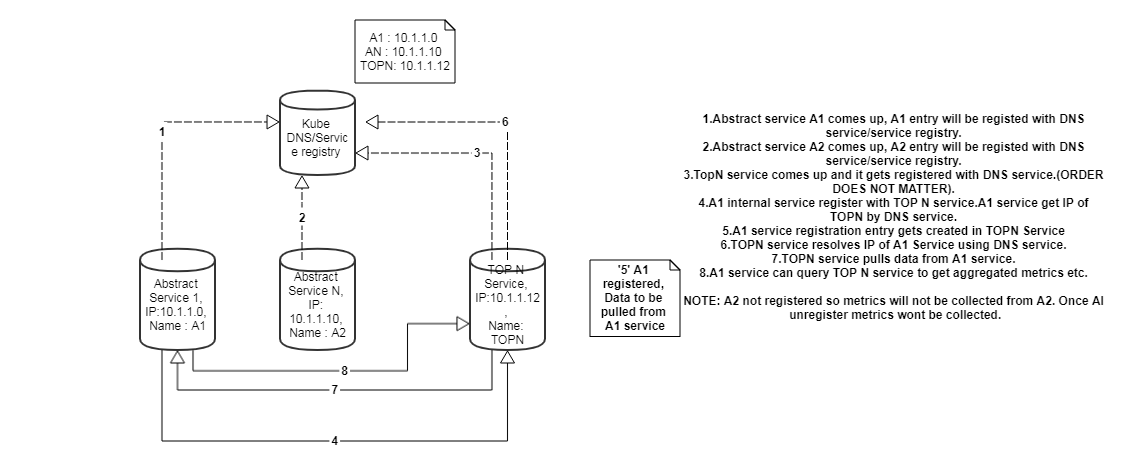 A1 : 10.1.1.0
AN : 10.1.1.10
TOPN: 10.1.1.12
1
6
Kube
DNS/Servic
e registry
3
2
1.Abstract service A1 comes up, A1 entry will be registed with DNS
service/service registry.
2.Abstract service A2 comes up, A2 entry will be registed with DNS
service/service registry.
3.TopN service comes up and it gets registered with DNS service.(ORDER
DOES NOT MATTER).
4.A1 internal service register with TOP N service.A1 service get IP of
TOPN by DNS service.
5.A1 service registration entry gets created in TOPN Service
6.TOPN service resolves IP of A1 Service using DNS service.
7.TOPN service pulls data from A1 service.
8.A1 service can query TOP N service to get aggregated metrics etc.
NOTE: A2 not registered so metrics will not be collected from A2. Once AI
unregister metrics wont be collected.
Abstract
Service 1,
IP:10.1.1.0,
Name : A1
Abstract
Service N,
IP:
10.1.1.10,
Name : A2
TOP N
Service,
IP:10.1.1.12
,
Name:
TOPN
'5' A1
registered,
Data to be
pulled from
A1 service
8
7
4